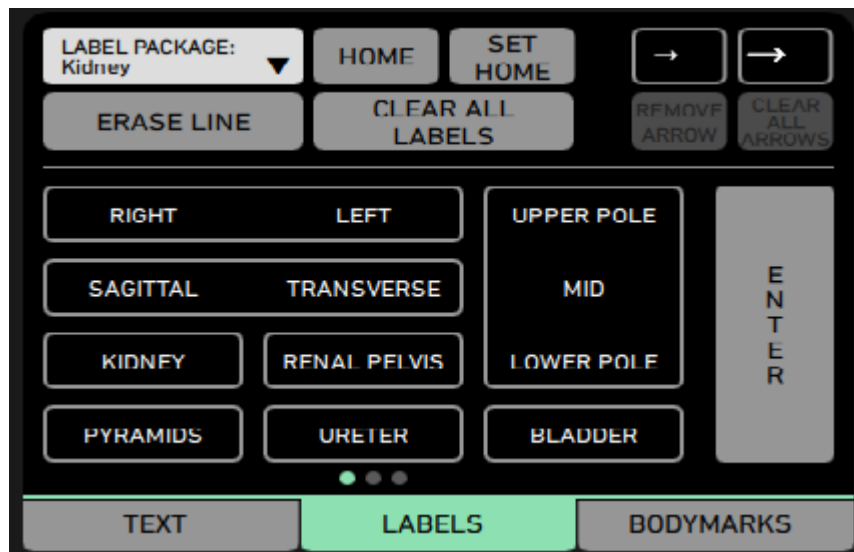 LABEL PACKAGE:
Kidney
HOME
SET
HOME
→
→
ERASE LINE
CLEAR ALL
LABELS
REMOVE
ARROW
CLEAR
ALL
ARROWS
RIGHT LEFT
UPPER POLE
SAGITTAL TRANSVERSE
MID
KIDNEY
RENAL PELVIS
LOWER POLE
PYRAMIDS
URETER
BLADDER
E
N
T
E
R
TEXT
LABELS
BODYMARKS